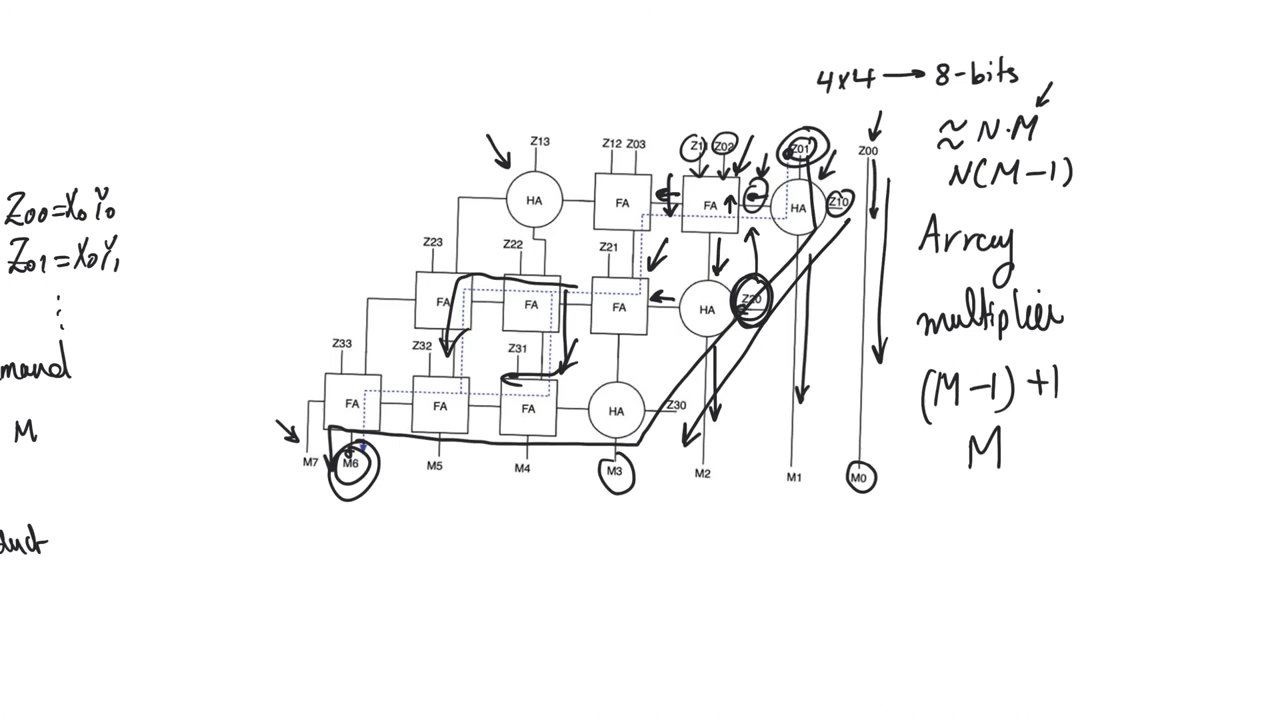 4x4 → 8-bits
≈ N·M
N(M-1)
Array
multiplier
(M-1)+1
M
Z00=X0Y0
Z01=X0Y1
⋮
M
Z13 Z12 Z03 Z02 Z01 Z00
HA FA FA HA Z10
Z23 Z22 Z21
FA FA FA HA Z20
Z33 Z32 Z31
FA FA FA HA Z30
M7 M6 M5 M4 M3 M2 M1 M0